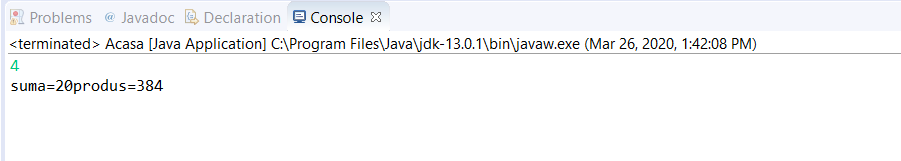 Problems @ Javadoc Declaration Console
<terminated> Acasa [Java Application] C:\Program Files\Java\jdk-13.0.1\bin\javaw.exe (Mar 26, 2020, 1:42:08 PM)
4
suma=20produs=384